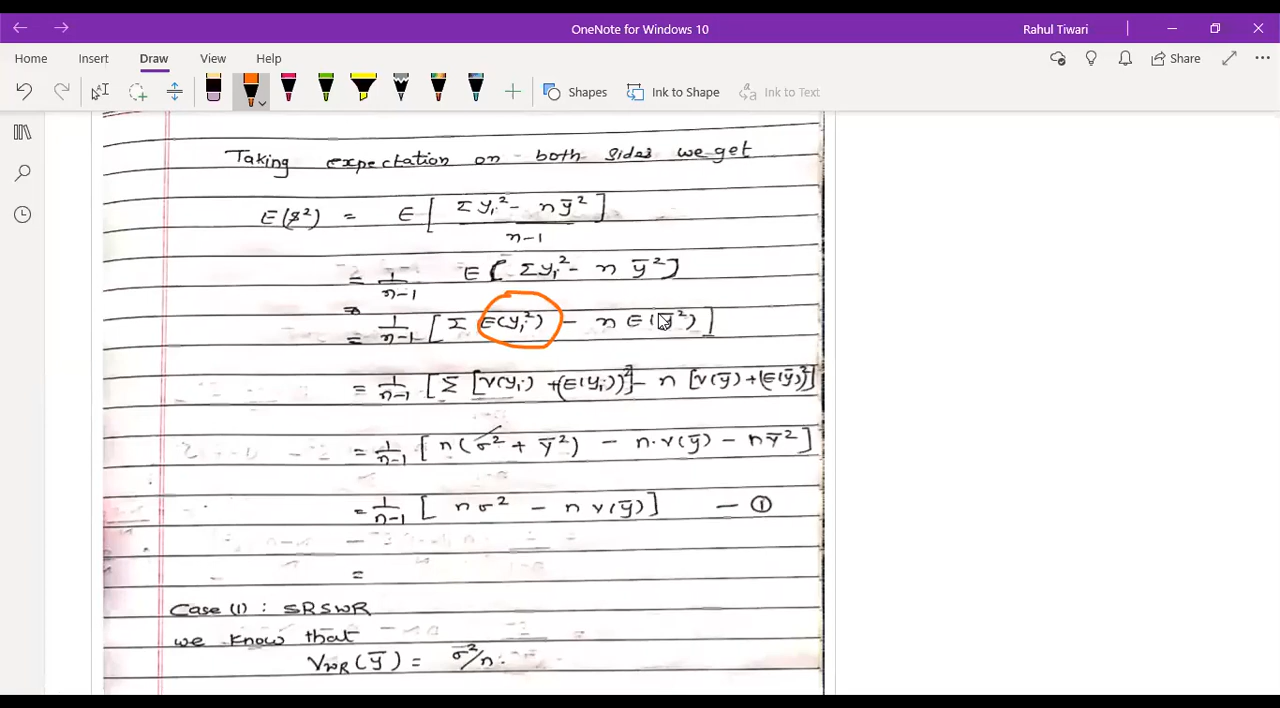 OneNote for Windows 10
Rahul Tiwari
Home Insert Draw View Help
Share
Shapes Ink to Shape Ink to Text
Taking expectation on both sides we get
E(s²) = E [ Σyᵢ² - nȳ² / n-1 ]
= 1/n-1 E [ Σyᵢ² - n ȳ² ]
= 1/n-1 [ Σ E(yᵢ²) - n E(ȳ²) ]
= 1/n-1 [ Σ [V(yᵢ) + (E(yᵢ))²] - n [V(ȳ) + (E(ȳ))²]
= 1/n-1 [ n(σ² + Ȳ²) - n.V(ȳ) - nȲ² ]
= 1/n-1 [ nσ² - n V(ȳ) ] — ①
=
Case (1) : SRSWR
we know that
V_WR(ȳ) = σ²/n.